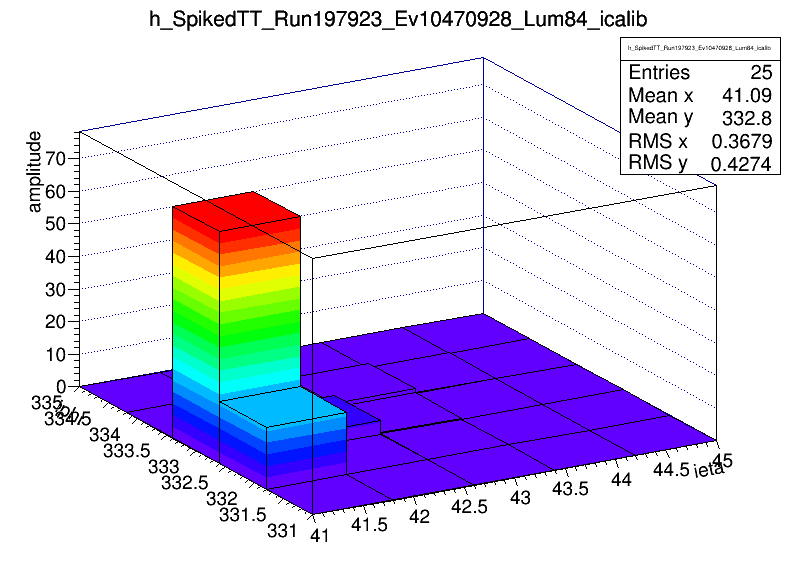 h_SpikedTT_Run197923_Ev10470928_Lum84_icalib
h_SpikedTT_Run197923_Ev10470928_Lum84_icalib
Entries 25
Mean x 41.09
Mean y 332.8
RMS x 0.3679
RMS y 0.4274
amplitude
70
60
50
40
30
20
10
0
335
334.5
334
333.5
333
332.5
332
331.5
331
41
41.5
42
42.5
43
43.5
44
44.5
45
ieta